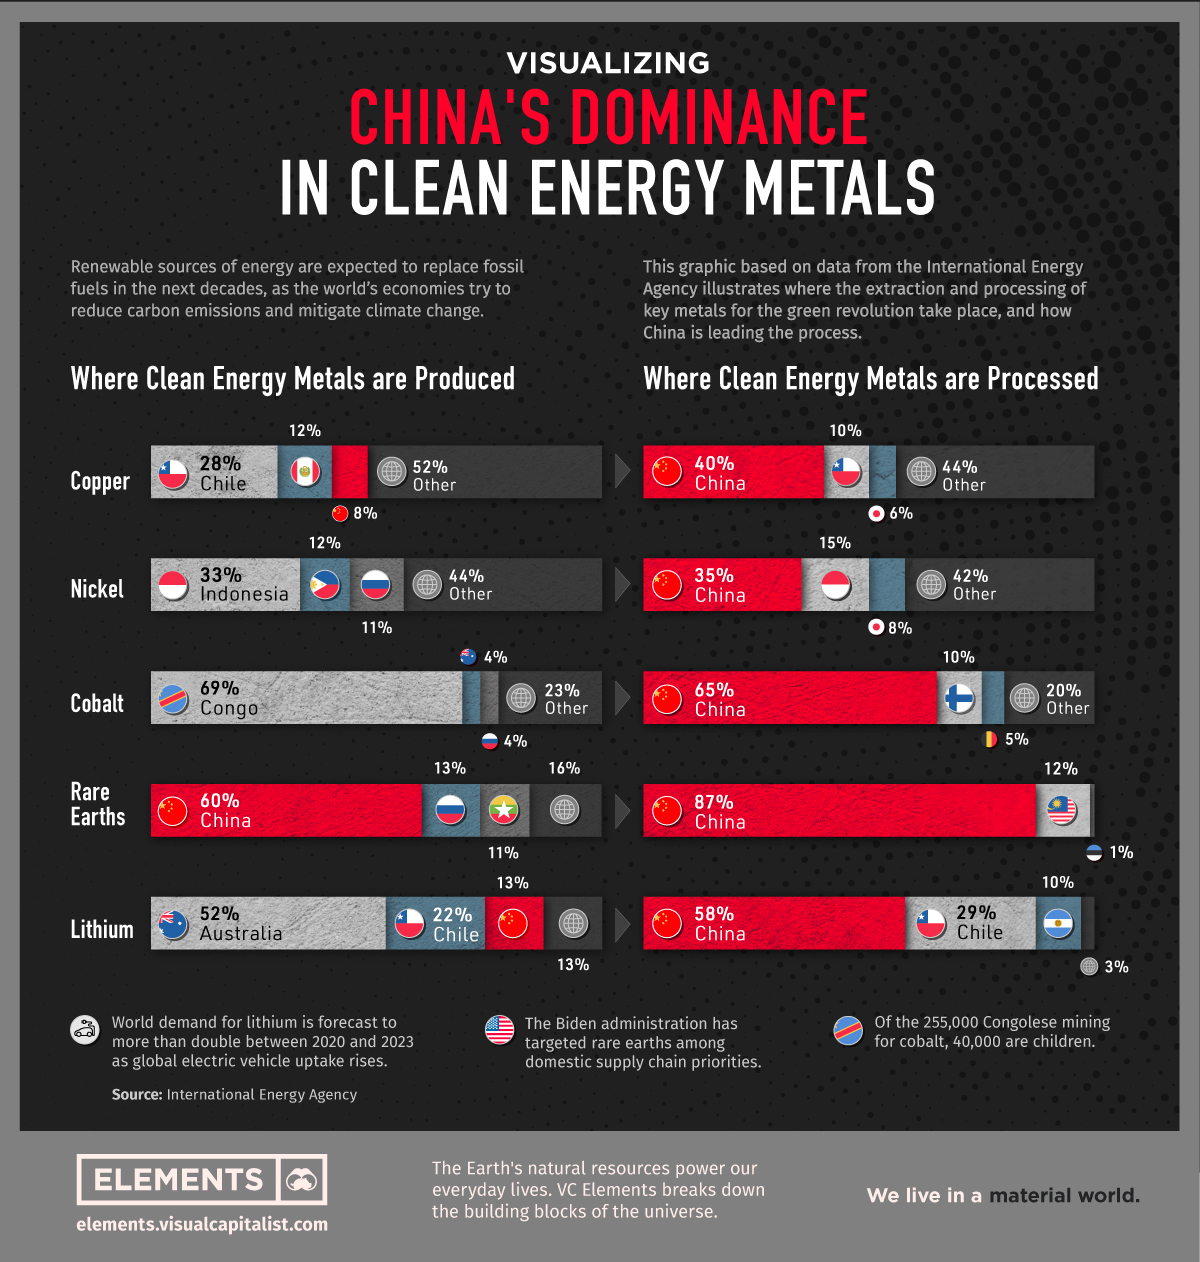 VISUALIZING
CHINA'S DOMINANCE
IN CLEAN ENERGY METALS
Renewable sources of energy are expected to replace fossil
fuels in the next decades, as the world's economies try to
reduce carbon emissions and mitigate climate change.
This graphic based on data from the International Energy
Agency illustrates where the extraction and processing of
key metals for the green revolution take place, and how
China is leading the process.
Where Clean Energy Metals are Produced
Where Clean Energy Metals are Processed
Copper
28%
Chile
12%
8%
52%
Other
40%
China
10%
6%
44%
Other
Nickel
33%
Indonesia
12%
11%
44%
Other
35%
China
15%
8%
42%
Other
Cobalt
69%
Congo
4%
4%
23%
Other
65%
China
10%
5%
20%
Other
Rare
Earths
60%
China
13%
11%
16%
87%
China
12%
1%
Lithium
52%
Australia
22%
Chile
13%
13%
58%
China
29%
Chile
10%
3%
World demand for lithium is forecast to
more than double between 2020 and 2023
as global electric vehicle uptake rises.
The Biden administration has
targeted rare earths among
domestic supply chain priorities.
Of the 255,000 Congolese mining
for cobalt, 40,000 are children.
Source: International Energy Agency
ELEMENTS
elements.visualcapitalist.com
The Earth's natural resources power our
everyday lives. VC Elements breaks down
the building blocks of the universe.
We live in a material world.